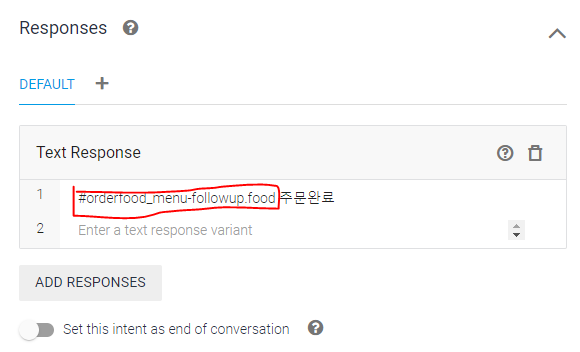 Responses
DEFAULT
Text Response
1 #orderfood_menu-followup.food 주문완료
2 Enter a text response variant
ADD RESPONSES
Set this intent as end of conversation